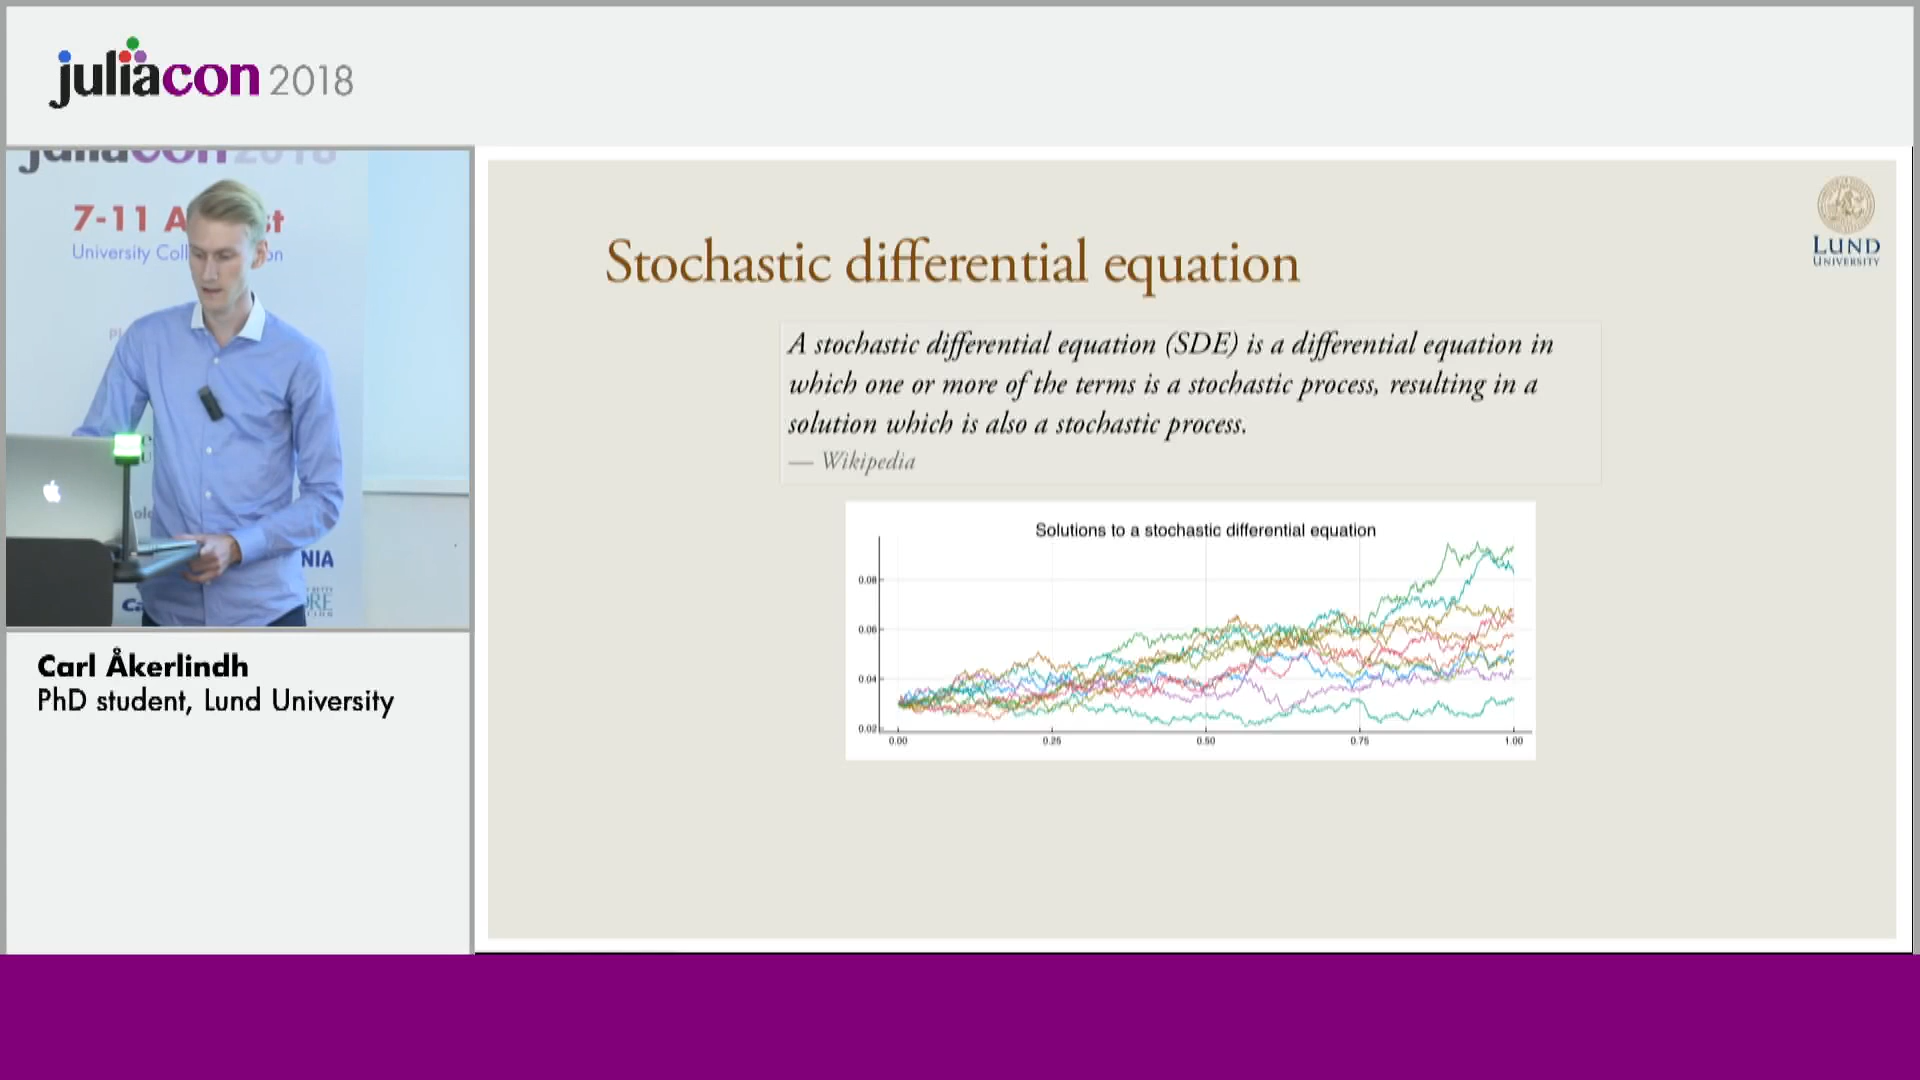 juliacon 2018
juliacon 2018
7-11 A st
University Coll on
NIA
Carl Åkerlindh
PhD student, Lund University
LUND
UNIVERSITY
Stochastic differential equation
A stochastic differential equation (SDE) is a differential equation in
which one or more of the terms is a stochastic process, resulting in a
solution which is also a stochastic process.
— Wikipedia
Solutions to a stochastic differential equation
0.08
0.06
0.04
0.02
0.00 0.25 0.50 0.75 1.00